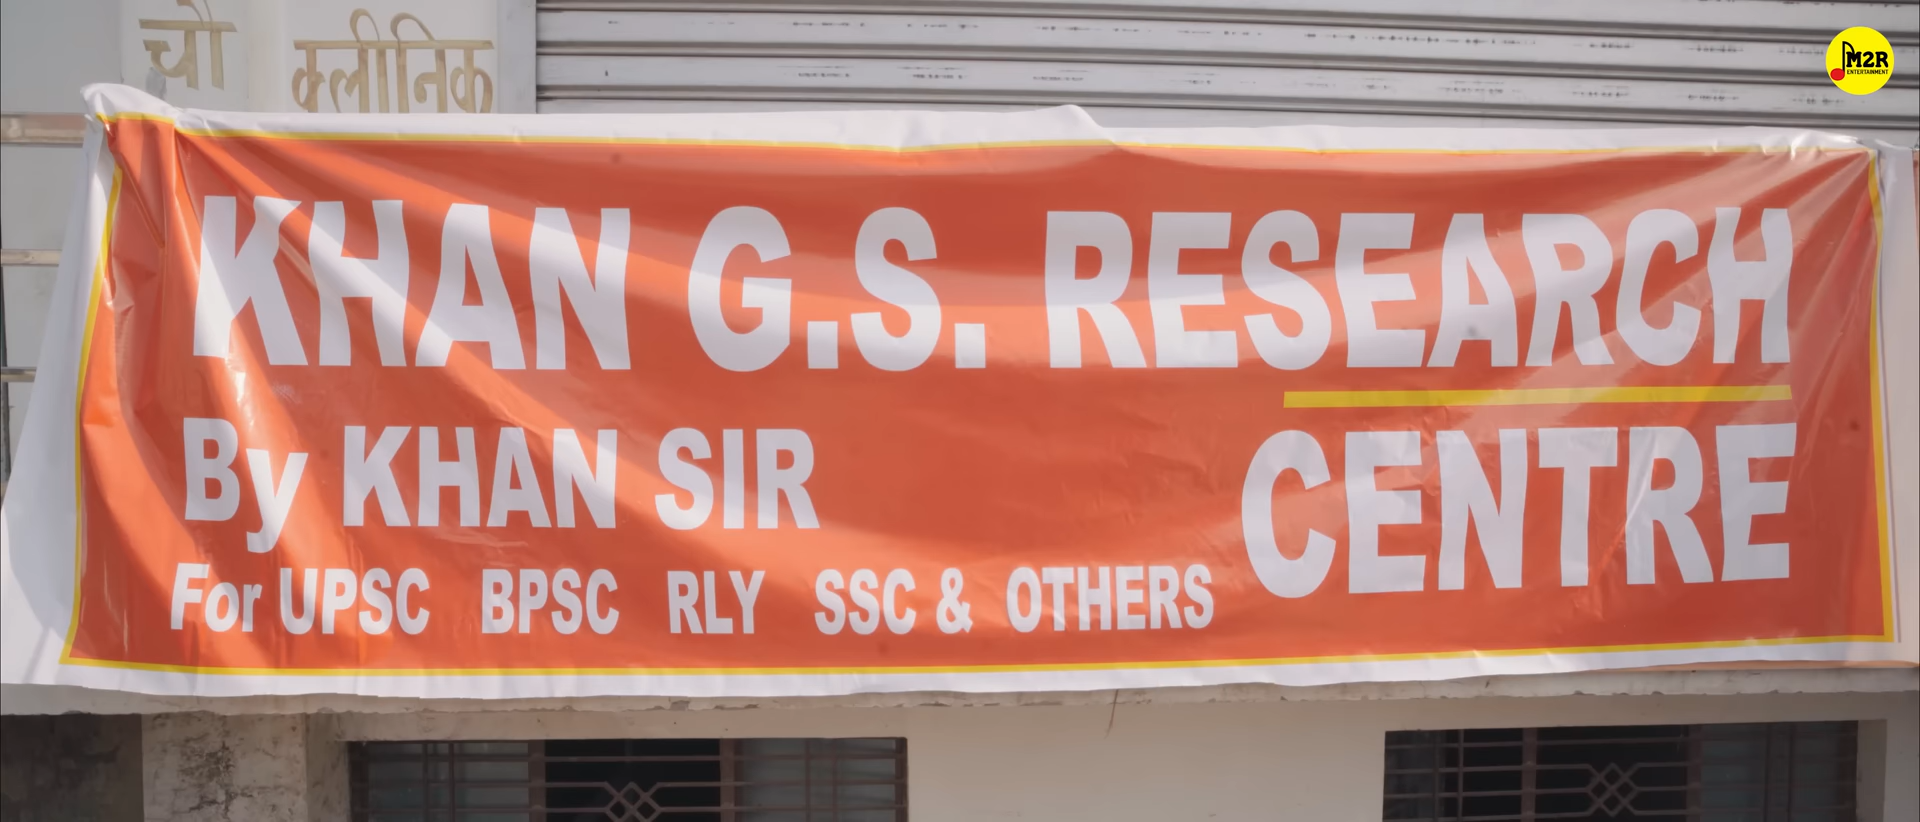 चौ क्लीनिक
M2R
ENTERTAINMENT
KHAN G.S. RESEARCH
CENTRE
By KHAN SIR
For UPSC BPSC RLY SSC & OTHERS